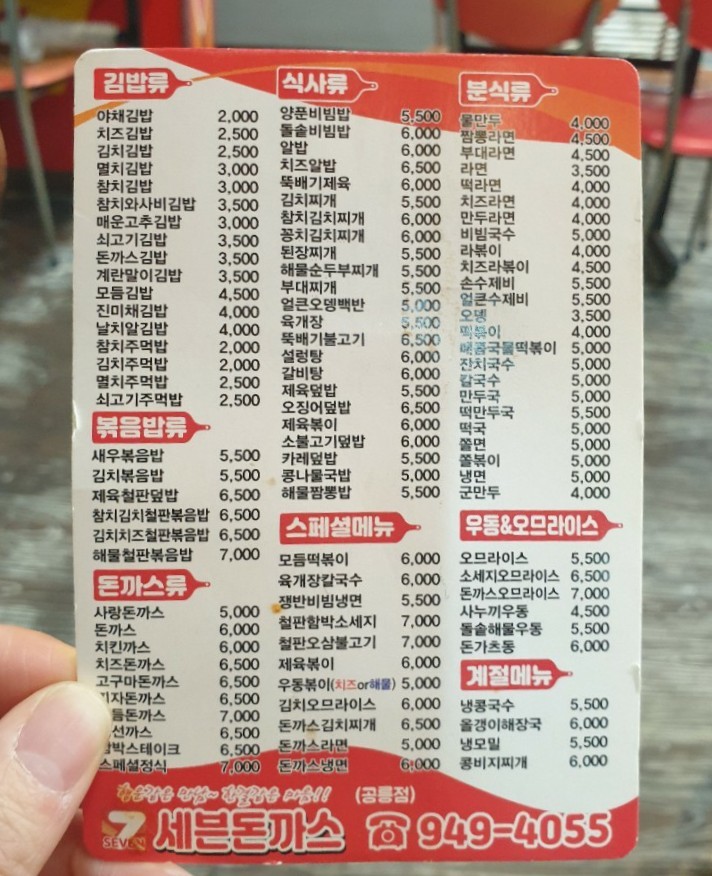 김밥류
야채김밥 2,000
치즈김밥 2,500
김치김밥 2,500
멸치김밥 3,000
참치김밥 3,000
참치와사비김밥 3,500
매운고추김밥 3,000
쇠고기김밥 3,500
돈까스김밥 3,500
계란말이김밥 3,500
모듬김밥 4,500
진미채김밥 4,000
날치알김밥 4,000
참치주먹밥 2,000
김치주먹밥 2,000
멸치주먹밥 2,500
쇠고기주먹밥 2,500
볶음밥류
새우볶음밥 5,500
김치볶음밥 5,500
제육철판덮밥 6,500
참치김치철판볶음밥 6,500
김치치즈철판볶음밥 6,500
해물철판볶음밥 7,000
돈까스류
사랑돈까스 5,000
돈까스 6,000
치킨까스 6,000
치즈돈까스 6,500
고구마돈까스 6,500
피자돈까스 6,500
듬돈까스 7,000
선까스 6,500
함박스테이크 6,500
스페셜정식 7,000
식사류
양푼비빔밥 5,500
돌솥비빔밥 6,000
알밥 6,000
치즈알밥 6,500
뚝배기제육 6,000
김치찌개 5,500
참치김치찌개 6,000
꽁치김치찌개 6,000
된장찌개 5,500
해물순두부찌개 5,500
부대찌개 5,500
얼큰오뎅백반 5,000
육개장 5,500
뚝배기불고기 6,500
설렁탕 6,000
갈비탕 6,000
제육덮밥 5,500
오징어덮밥 6,500
제육볶이 6,000
소불고기덮밥 6,000
카레덮밥 5,500
콩나물국밥 5,000
해물짬뽕밥 5,500
스페셜메뉴
모듬떡볶이 6,000
육개장칼국수 6,000
쟁반비빔냉면 5,500
철판함박소세지 7,000
철판오삼불고기 7,000
제육볶이 6,000
우동볶이(치즈or해물) 5,000
김치오므라이스 6,000
돈까스김치찌개 6,500
돈까스라면 5,000
돈까스냉면 6,000
분식류
물만두 4,000
짬뽕라면 4,500
부대라면 4,500
라면 3,500
떡라면 4,000
치즈라면 4,000
만두라면 4,000
비빔국수 5,000
라볶이 4,000
치즈라볶이 4,500
손수제비 5,500
얼큰수제비 5,500
오뎅 3,500
떡볶이 4,000
매콤국물떡볶이 5,000
잔치국수 5,000
칼국수 5,000
만두국 5,000
떡만두국 5,500
떡국 5,000
쫄면 5,000
쫄볶이 5,000
냉면 5,000
군만두 4,000
우동&오므라이스
오므라이스 5,500
소세지오므라이스 6,500
돈까스오므라이스 7,000
사누끼우동 4,500
돌솥해물우동 5,500
돈가츠동 6,000
계절메뉴
냉콩국수 5,500
올갱이해장국 6,000
냉모밀 5,500
콩비지찌개 6,000
(공릉점)
7 SEVEN 세븐돈까스 ☎ 949-4055